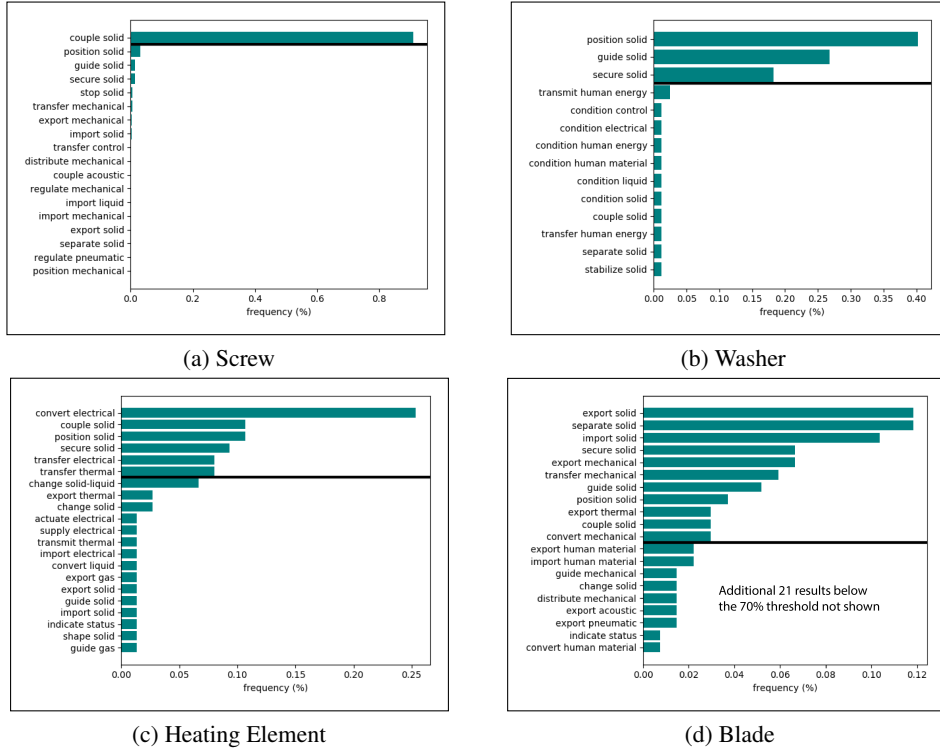 couple solid
position solid
guide solid
secure solid
stop solid
transfer mechanical
export mechanical
import solid
transfer control
distribute mechanical
couple acoustic
regulate mechanical
import liquid
import mechanical
export solid
separate solid
regulate pneumatic
position mechanical
0.0 0.2 0.4 0.6 0.8
frequency (%)
(a) Screw
position solid
guide solid
secure solid
transmit human energy
condition control
condition electrical
condition human energy
condition human material
condition liquid
condition solid
couple solid
transfer human energy
separate solid
stabilize solid
0.00 0.05 0.10 0.15 0.20 0.25 0.30 0.35 0.40
frequency (%)
(b) Washer
convert electrical
couple solid
position solid
secure solid
transfer electrical
transfer thermal
change solid-liquid
export thermal
change solid
actuate electrical
supply electrical
transmit thermal
import electrical
convert liquid
export gas
export solid
guide solid
import solid
indicate status
shape solid
guide gas
0.00 0.05 0.10 0.15 0.20 0.25
frequency (%)
(c) Heating Element
export solid
separate solid
import solid
secure solid
export mechanical
transfer mechanical
guide solid
position solid
export thermal
couple solid
convert mechanical
export human material
import human material
guide mechanical
change solid
distribute mechanical
export acoustic
export pneumatic
indicate status
convert human material
Additional 21 results below
the 70% threshold not shown
0.00 0.02 0.04 0.06 0.08 0.10 0.12
frequency (%)
(d) Blade